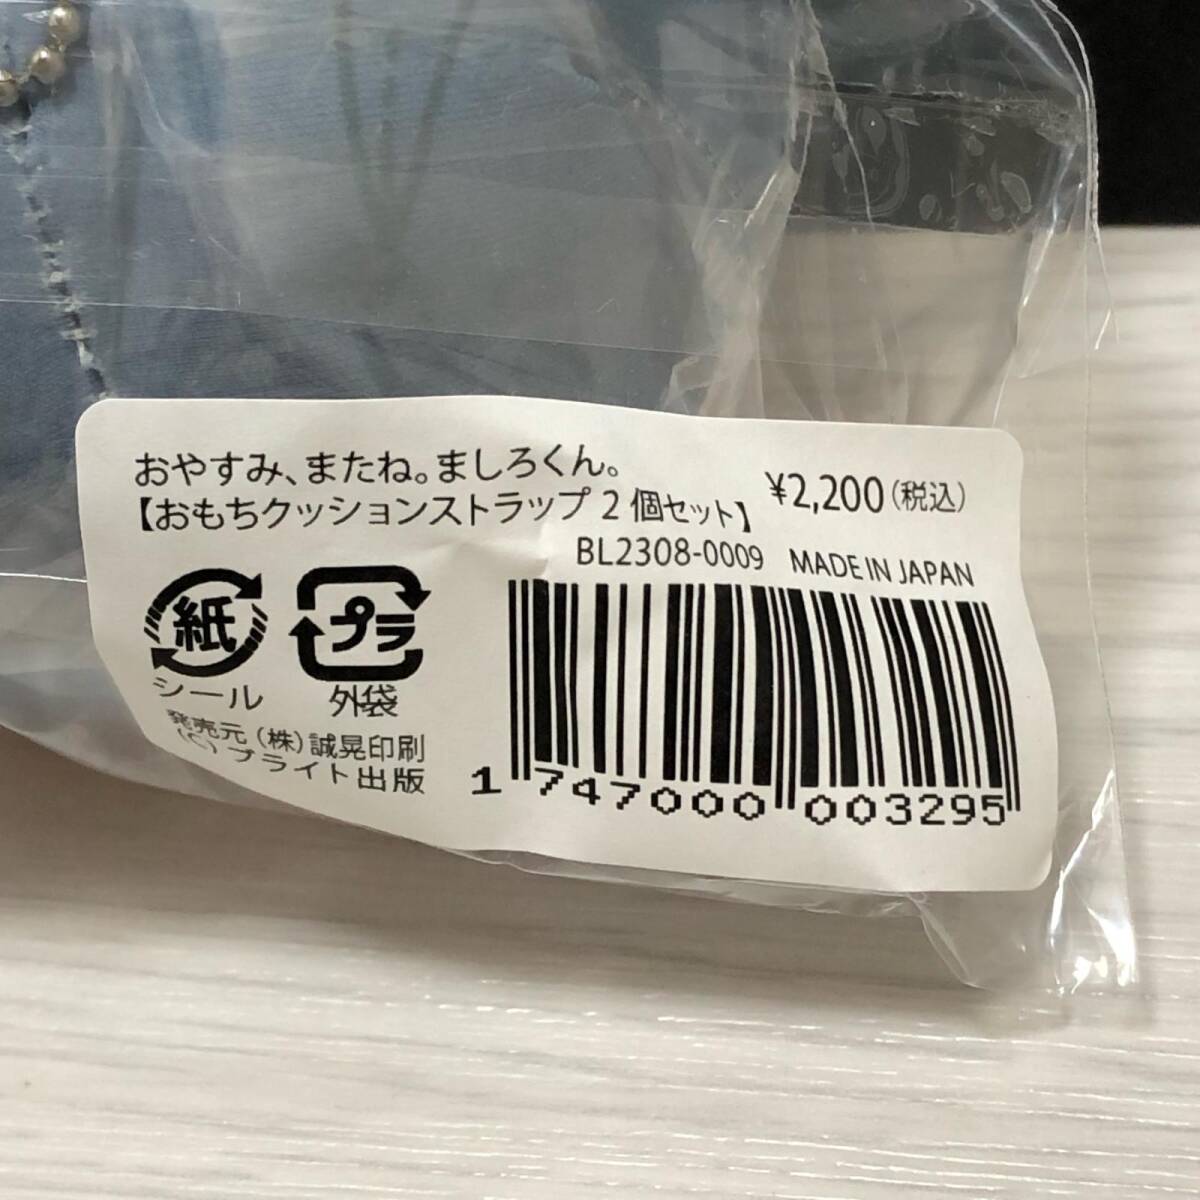 おやすみ、またね。ましろくん。
【おもちクッションストラップ 2 個セット】
¥2,200(税込)
BL2308-0009 MADE IN JAPAN
紙
シール
プラ
外袋
発売元 (株)誠晃印刷
(C)ブライト出版
1 747000 003295